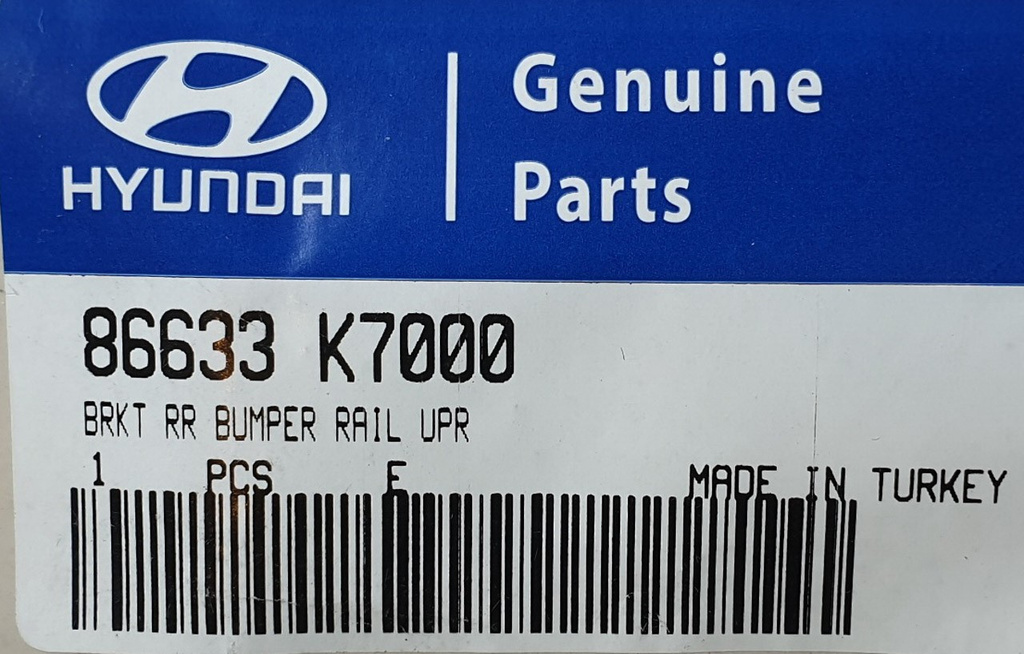 HYUNDAI
Genuine
Parts
86633 K7000
BRKT RR BUMPER RAIL UPR
1 PCS E MADE IN TURKEY